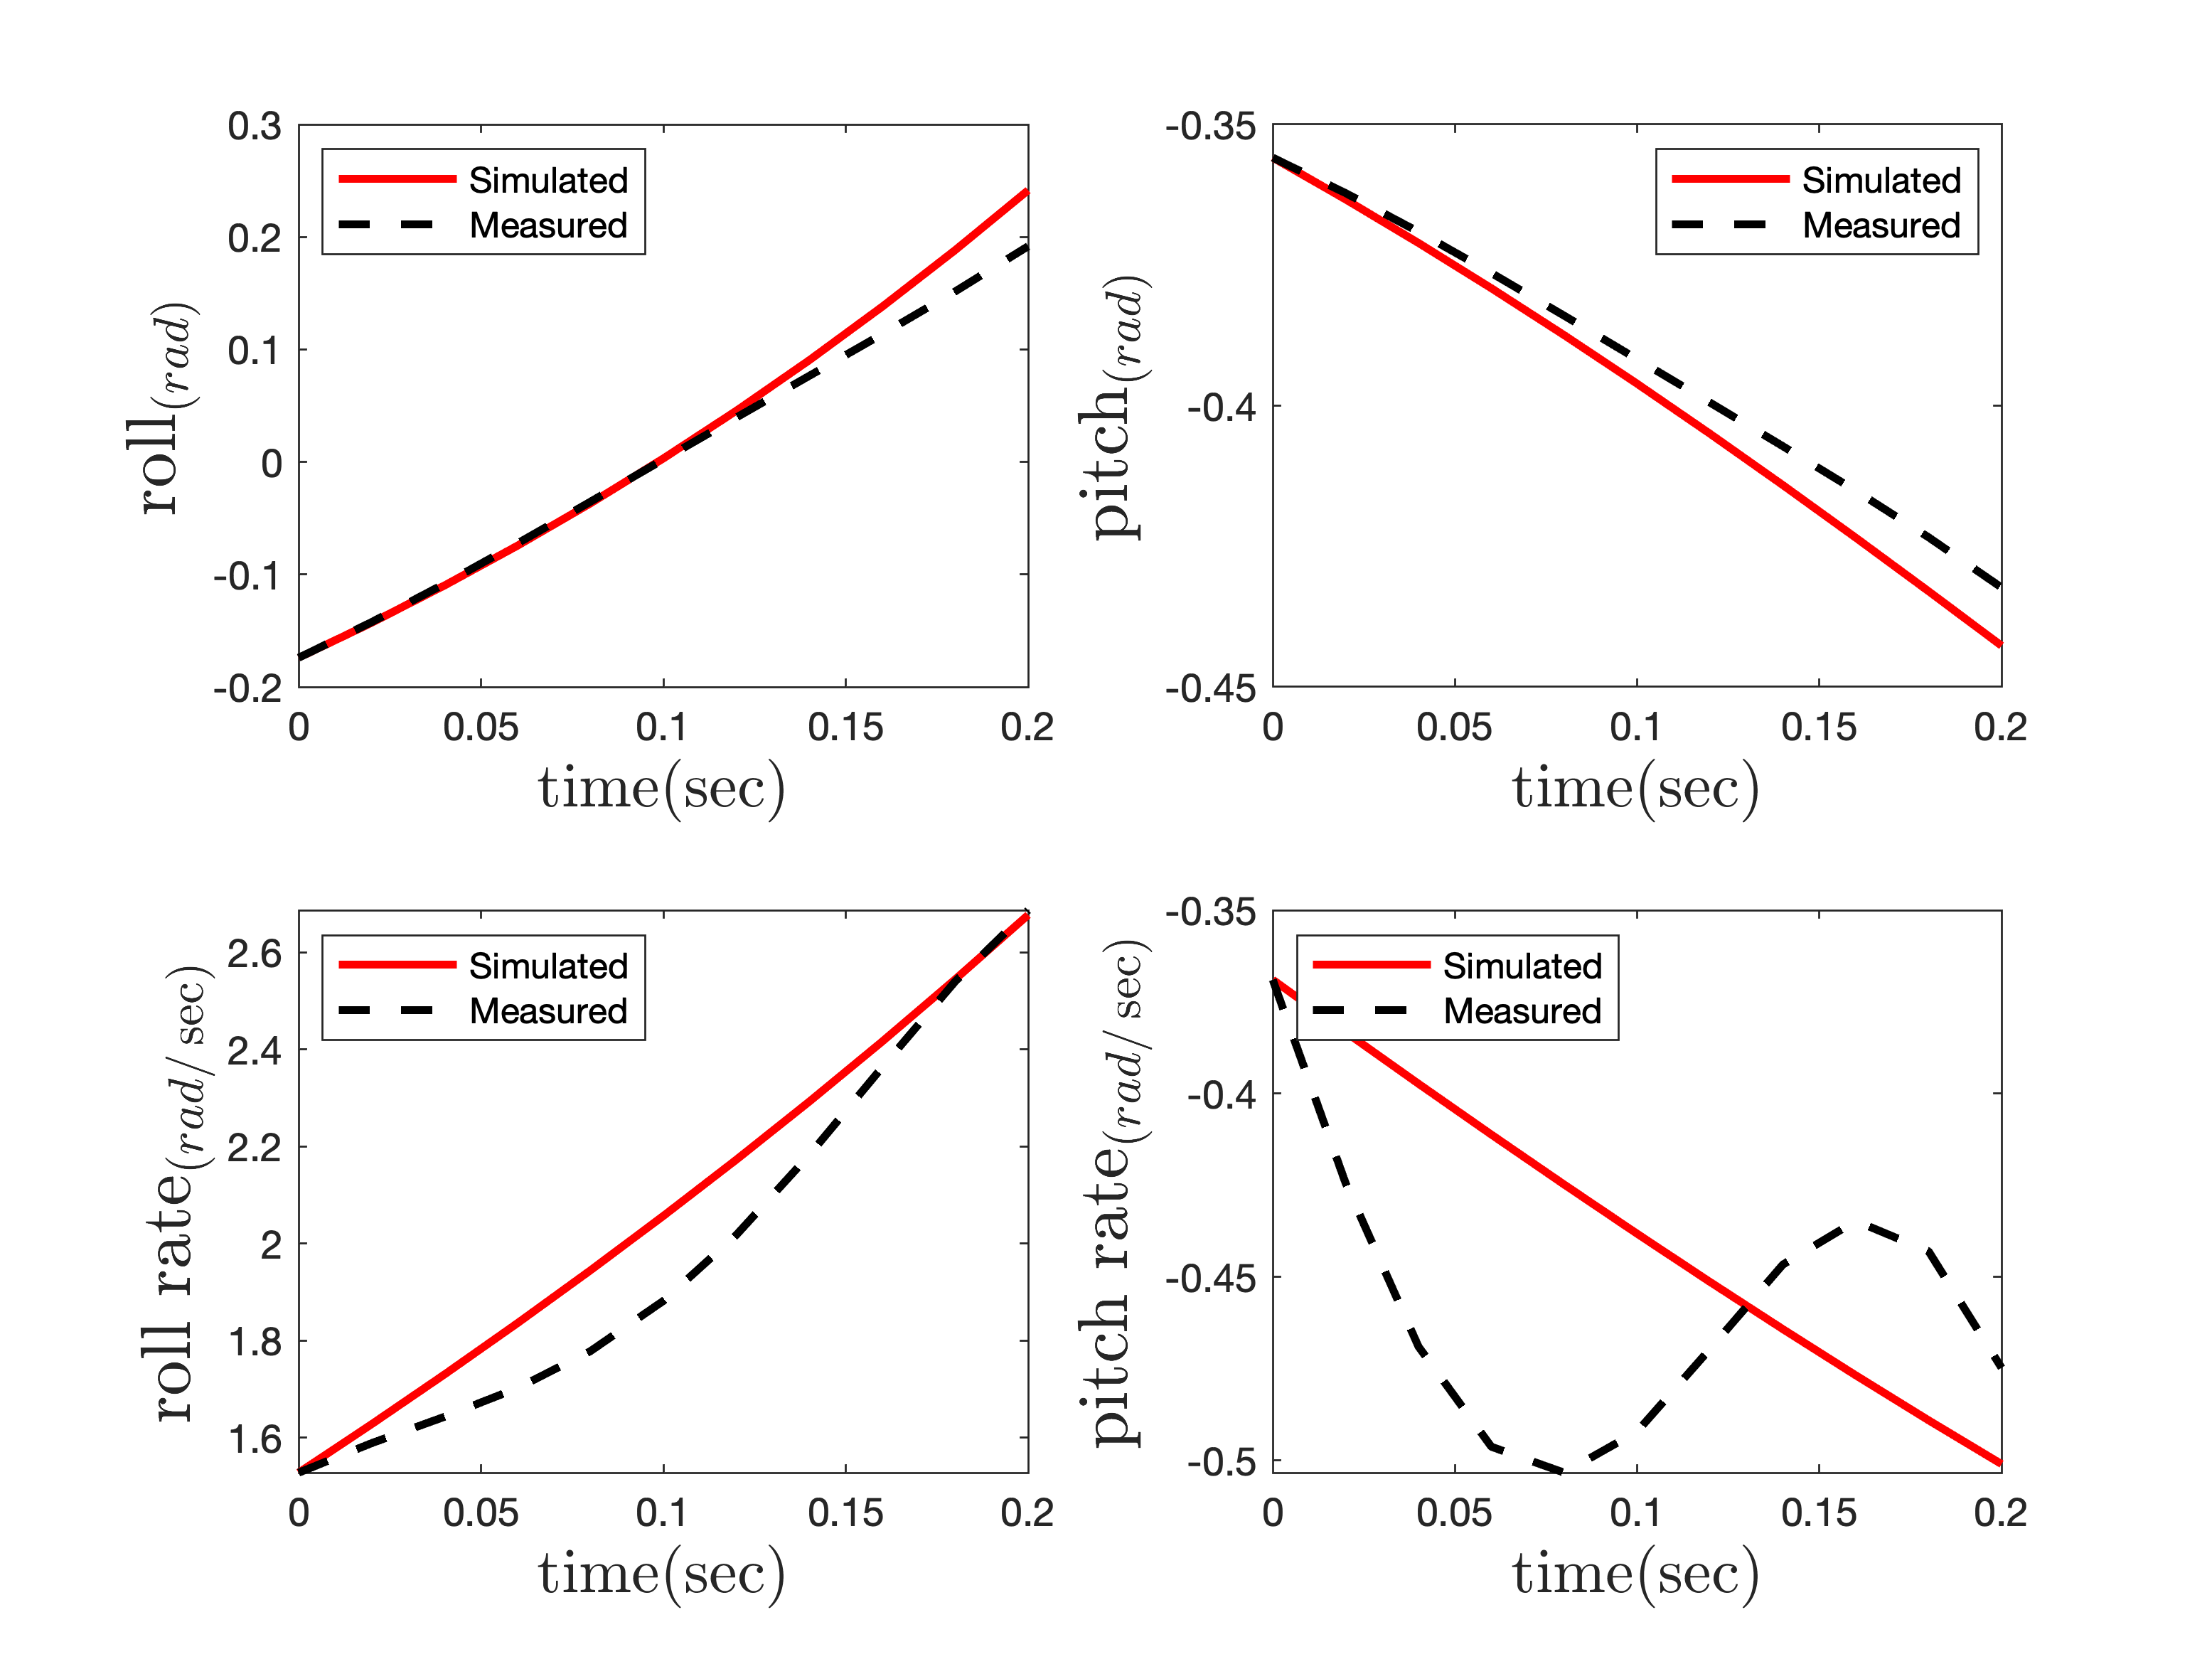 0.3
0.2
0.1
0
-0.1
-0.2
roll(rad)
Simulated
Measured
0 0.05 0.1 0.15 0.2
time(sec)
-0.35
-0.4
-0.45
pitch(rad)
Simulated
Measured
0 0.05 0.1 0.15 0.2
time(sec)
2.6
2.4
2.2
2
1.8
1.6
roll rate(rad/ sec)
Simulated
Measured
0 0.05 0.1 0.15 0.2
time(sec)
-0.35
-0.4
-0.45
-0.5
pitch rate(rad/ sec)
Simulated
Measured
0 0.05 0.1 0.15 0.2
time(sec)